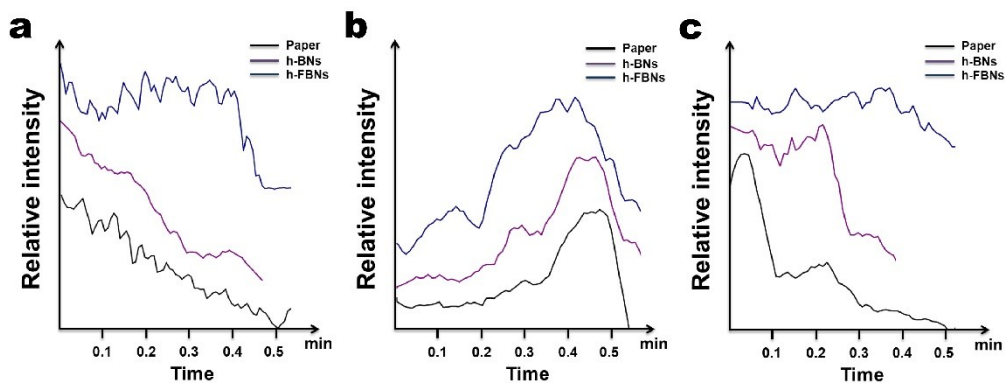 a
Relative intensity
Paper
h-BNs
h-FBNs
0.1 0.2 0.3 0.4 0.5 min
Time
b
Relative intensity
Paper
h-BNs
h-FBNs
0.1 0.2 0.3 0.4 0.5 min
Time
c
Relative intensity
Paper
h-BNs
h-FBNs
0.1 0.2 0.3 0.4 0.5 min
Time